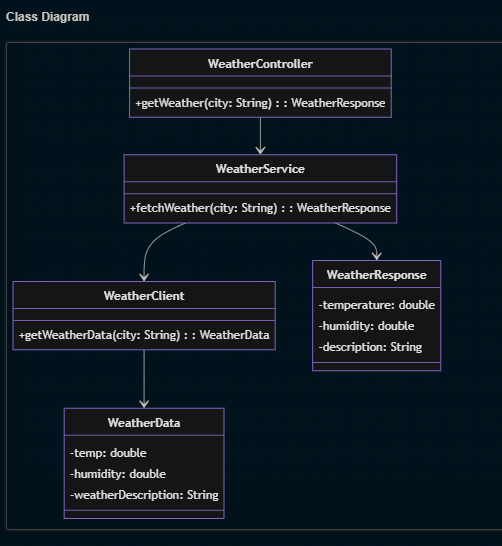 Class Diagram
WeatherController
+getWeather(city: String) : : WeatherResponse
WeatherService
+fetchWeather(city: String) : : WeatherResponse
WeatherClient
+getWeatherData(city: String) : : WeatherData
WeatherResponse
-temperature: double
-humidity: double
-description: String
WeatherData
-temp: double
-humidity: double
-weatherDescription: String